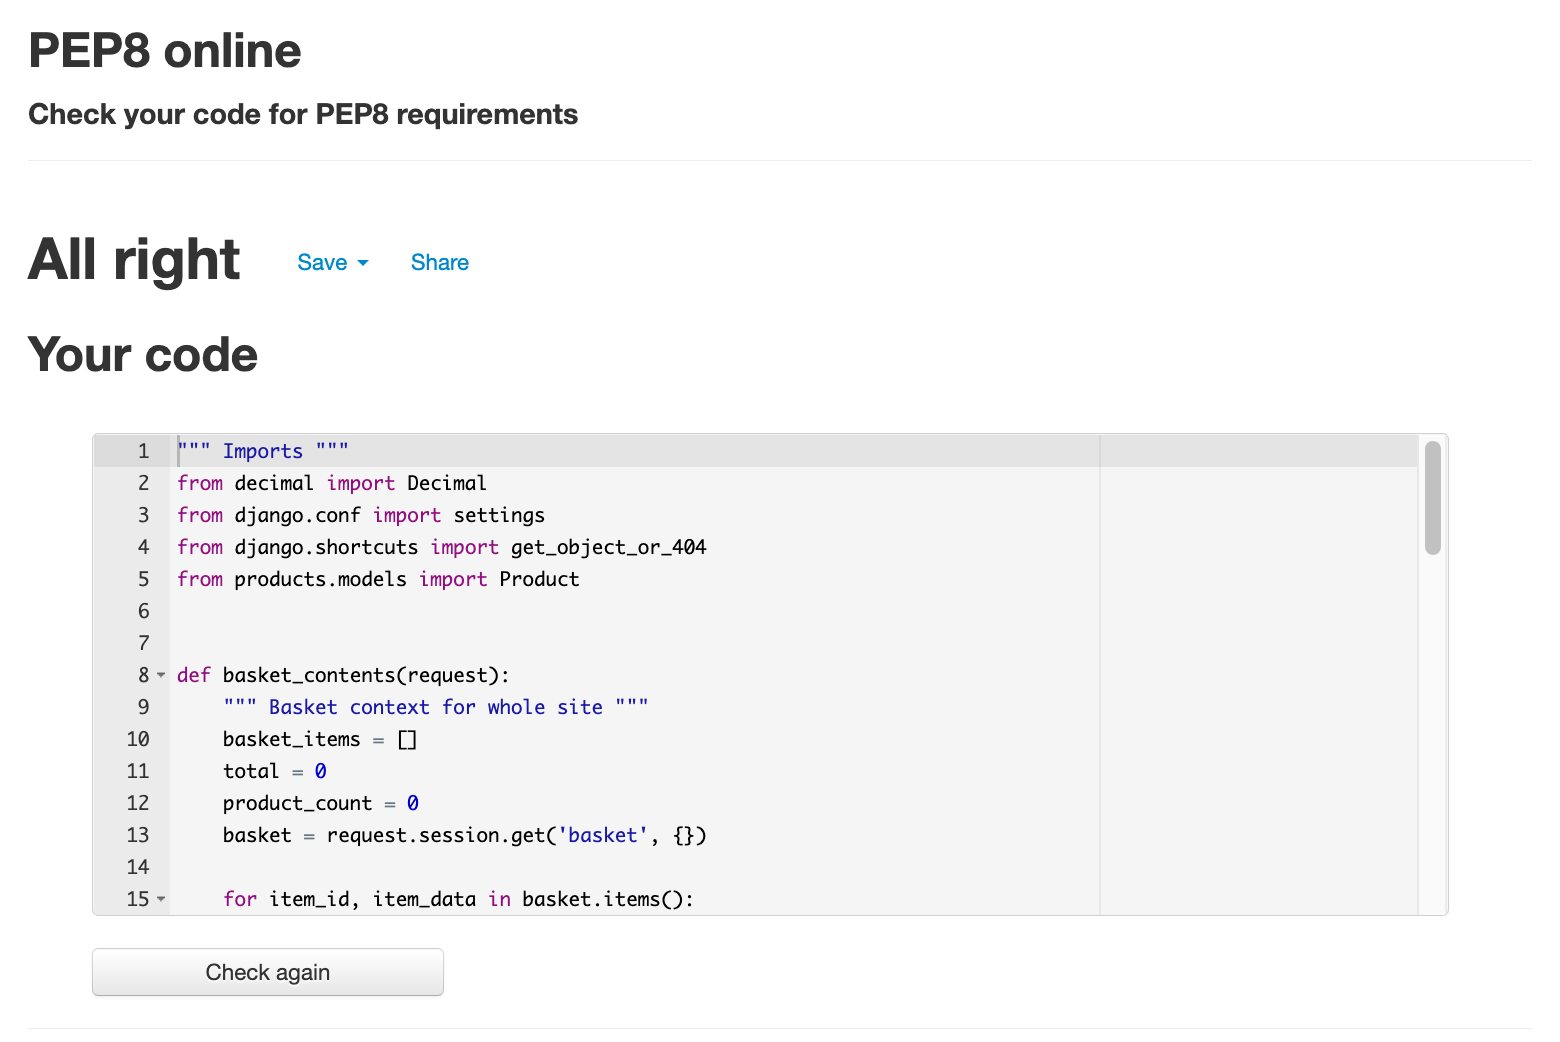 PEP8 online
Check your code for PEP8 requirements
All right Save Share
Your code
1 """ Imports """
2 from decimal import Decimal
3 from django.conf import settings
4 from django.shortcuts import get_object_or_404
5 from products.models import Product
6
7
8 def basket_contents(request):
9     """ Basket context for whole site """
10     basket_items = []
11     total = 0
12     product_count = 0
13     basket = request.session.get('basket', {})
14
15     for item_id, item_data in basket.items():
Check again